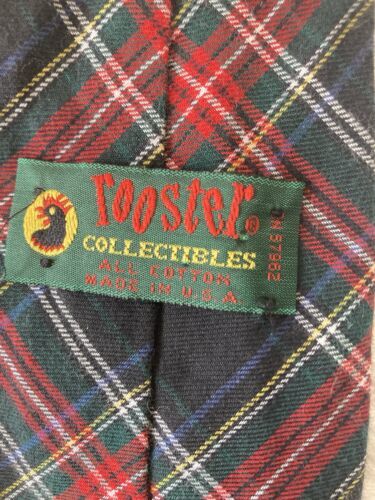 rooster®
COLLECTIBLES
ALL COTTON
MADE IN U.S.A.
RN 57962